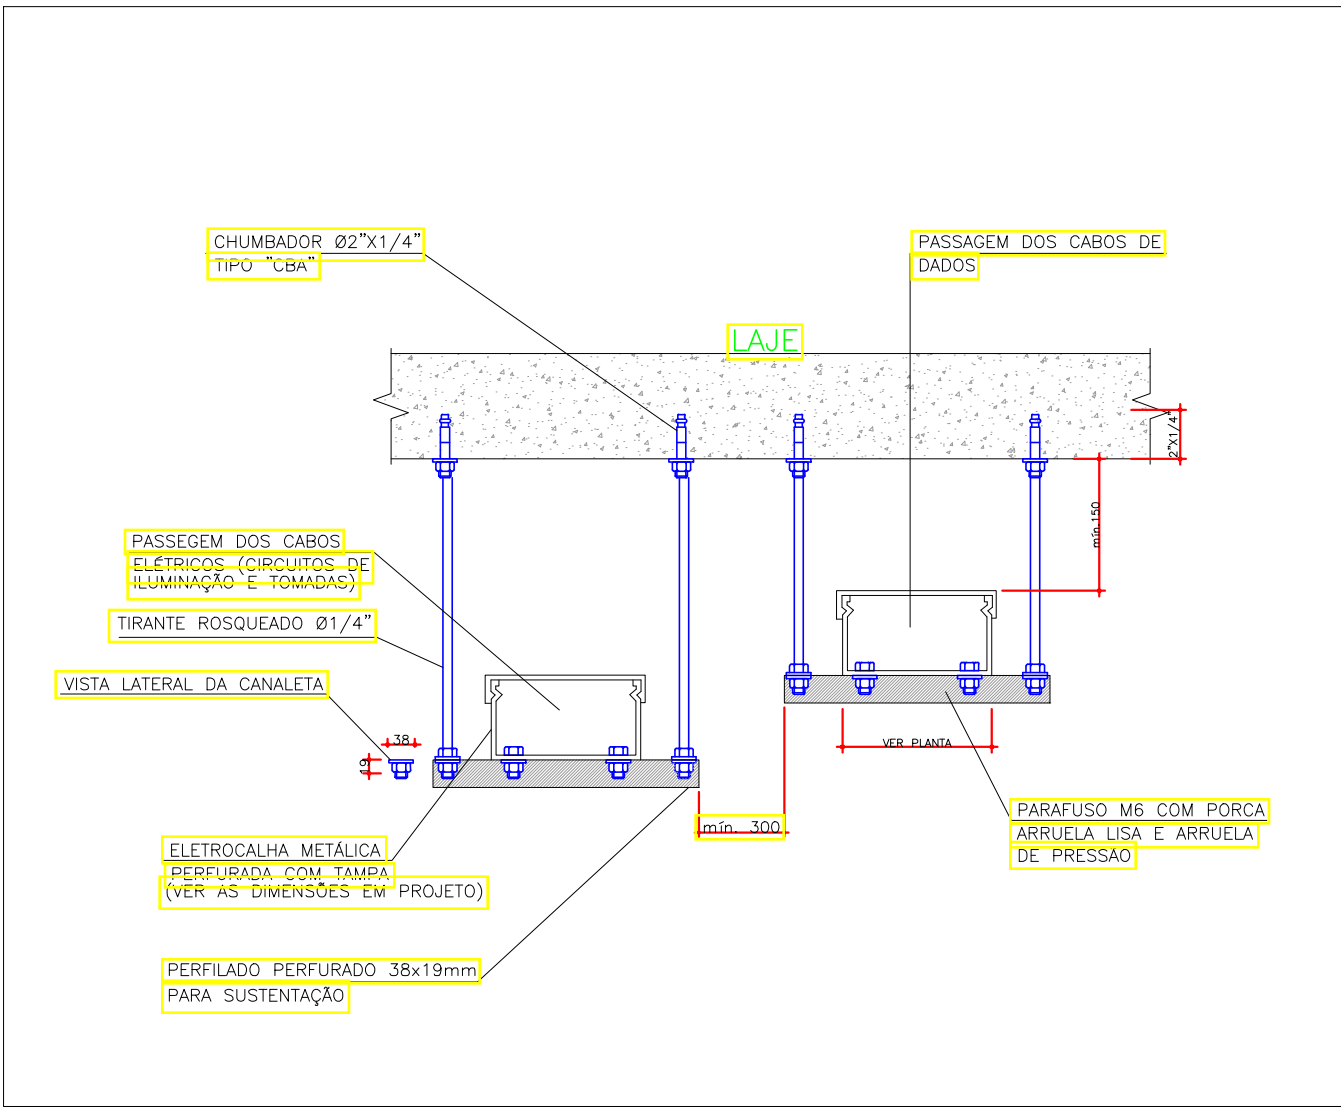 CHUMBADOR Ø2"X1/4"
TIPO "CBA"
PASSAGEM DOS CABOS DE
DADOS
LAJE
2"X1/4"
mín.150
PASSEGEM DOS CABOS
ELÉTRICOS (CIRCUITOS DE
ILUMINAÇÃO E TOMADAS)
TIRANTE ROSQUEADO Ø1/4"
VISTA LATERAL DA CANALETA
38
19
VER PLANTA
mín. 300
PARAFUSO M6 COM PORCA
ARRUELA LISA E ARRUELA
DE PRESSÃO
ELETROCALHA METÁLICA
PERFURADA COM TAMPA
(VER AS DIMENSÕES EM PROJETO)
PERFILADO PERFURADO 38x19mm
PARA SUSTENTAÇÃO